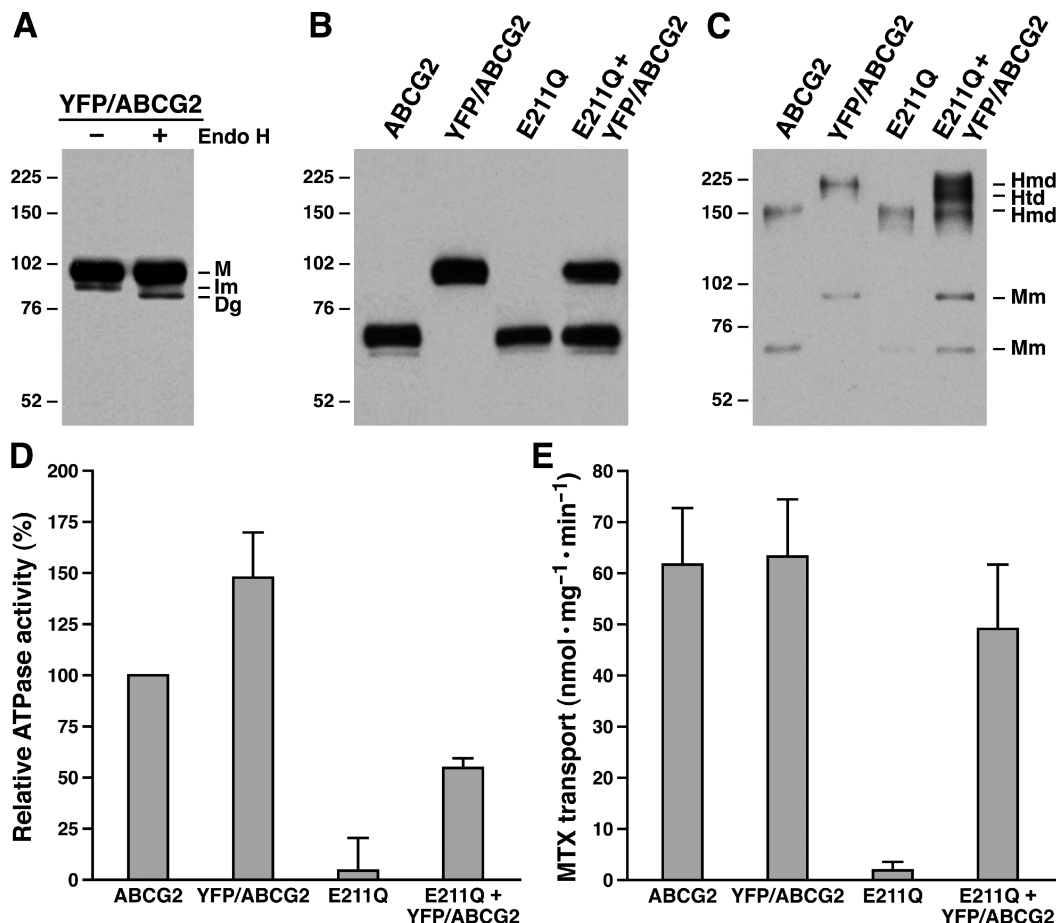 A
YFP/ABCG2
– + Endo H
225 –
150 –
102 –
76 –
52 –
– M
– Im
– Dg
B
ABCG2
YFP/ABCG2
E211Q
E211Q+
YFP/ABCG2
225 –
150 –
102 –
76 –
52 –
C
ABCG2
YFP/ABCG2
E211Q
E211Q+
YFP/ABCG2
225 –
150 –
102 –
76 –
52 –
– Hmd
– Htd
– Hmd
– Mm
– Mm
D
Relative ATPase activity (%)
200
175
150
125
100
75
50
25
0
ABCG2
YFP/ABCG2
E211Q
E211Q +
YFP/ABCG2
E
MTX transport (nmol·mg⁻¹·min⁻¹)
80
70
60
50
40
30
20
10
0
ABCG2
YFP/ABCG2
E211Q
E211Q +
YFP/ABCG2